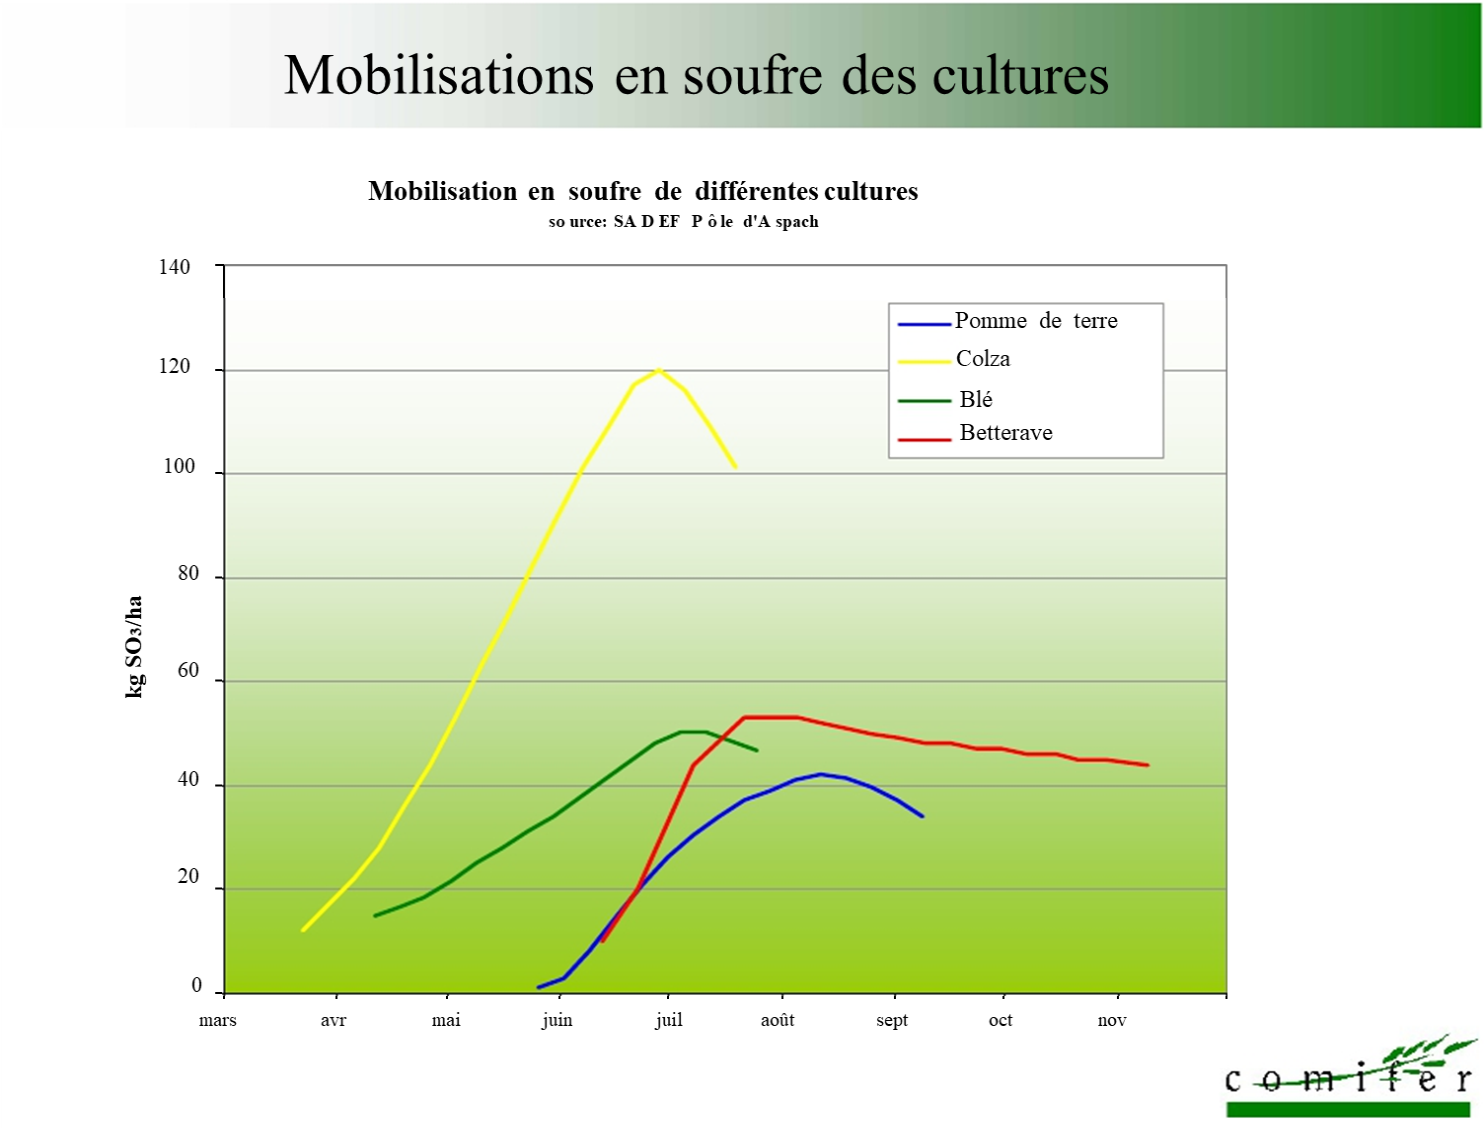 Mobilisations en soufre des cultures
Mobilisation en soufre de différentes cultures
so urce: SA D EF P ô le d'A spach
140
120
100
80
60
40
20
0
kg SO3/ha
Pomme de terre
Colza
Blé
Betterave
mars avr mai juin juil août sept oct nov
comifer